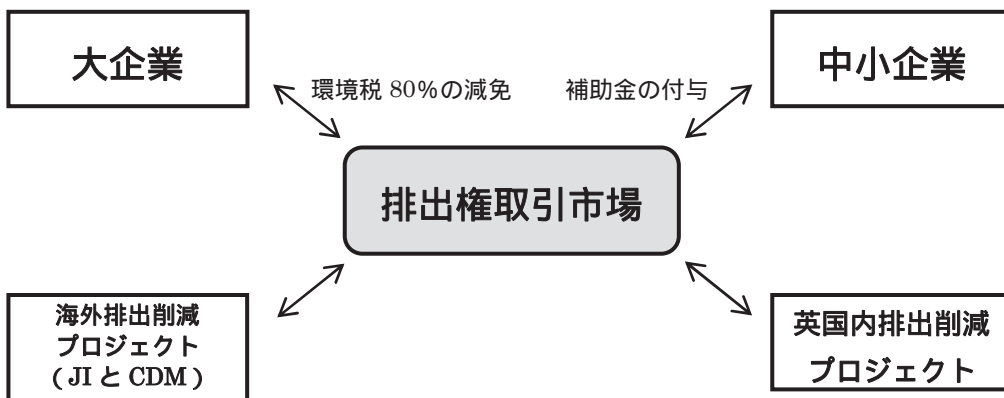 大企業
中小企業
環境税 80%の減免
補助金の付与
排出権取引市場
海外排出削減
プロジェクト
( JI と CDM )
英国内排出削減
プロジェクト